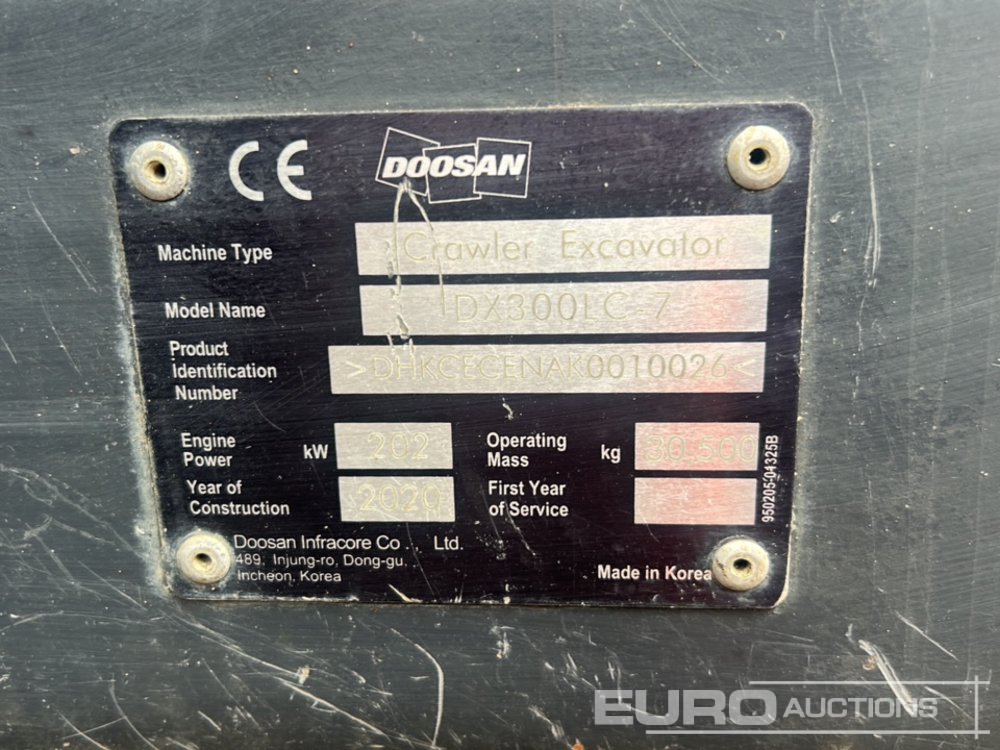 CE
DOOSAN
Machine Type Crawler Excavator
Model Name DX300LC-7
Product
Identification
Number >DHKCECENAK0010026<
Engine
Power kW 202 Operating
Mass kg 30,500
Year of
Construction 2020 First Year
of Service
950205-04325B
Doosan Infracore Co ., Ltd.
489, Injung-ro, Dong-gu,
Incheon, Korea
Made in Korea
EURO AUCTIONS